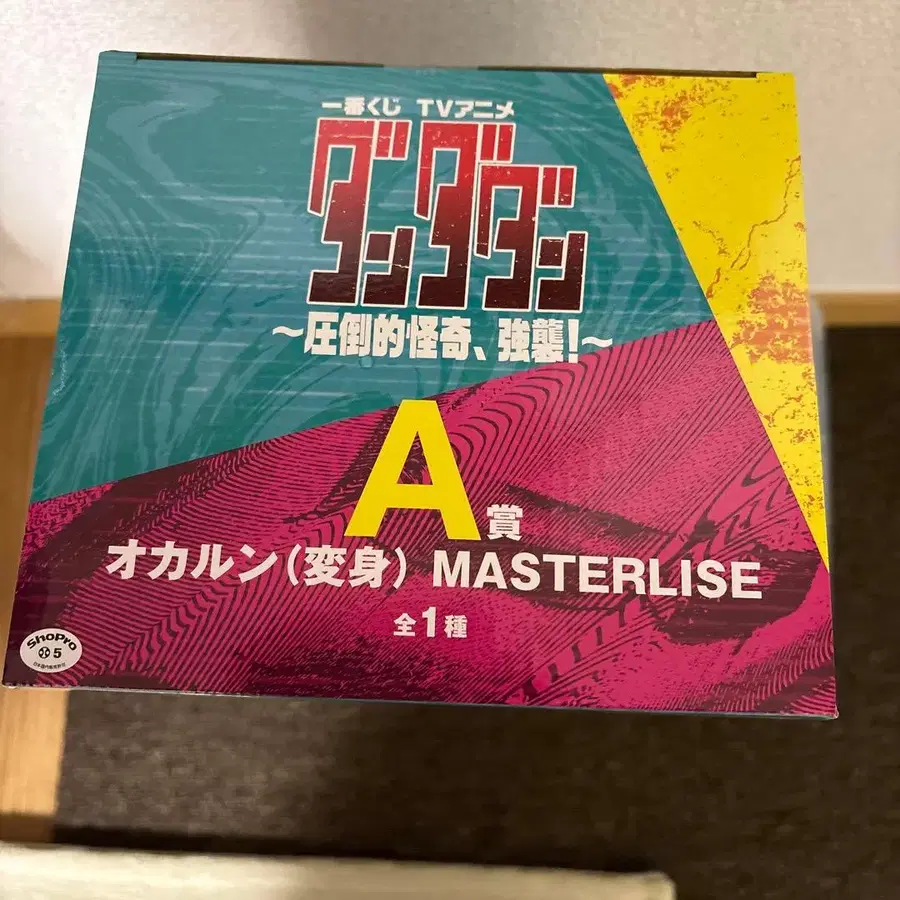 一番くじ TVアニメ
ダンダダン
～圧倒的怪奇、強襲!～
A賞
オカルン(変身) MASTERLISE
全1種
ShoPro
5